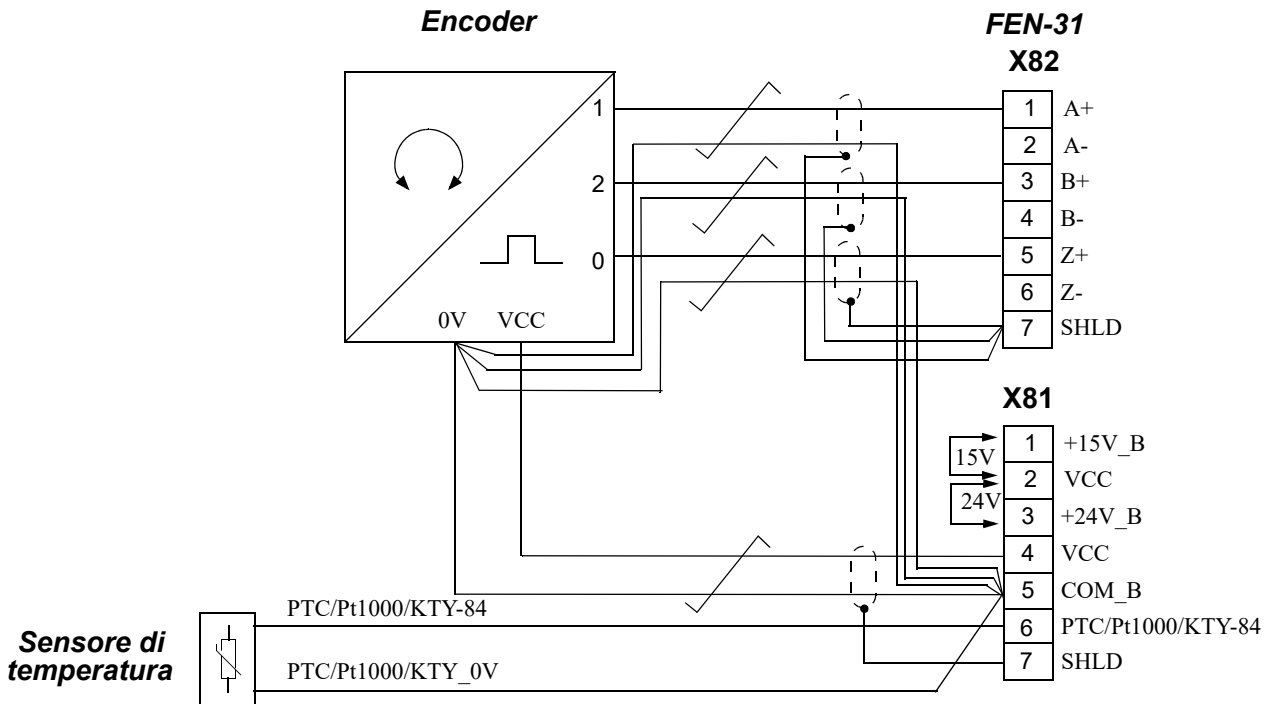 Encoder
FEN-31
X82
1
2
0
0V VCC
1 A+
2 A-
3 B+
4 B-
5 Z+
6 Z-
7 SHLD
X81
1 +15V_B
15V
2 VCC
24V
3 +24V_B
4 VCC
5 COM_B
6 PTC/Pt1000/KTY-84
7 SHLD
PTC/Pt1000/KTY-84
Sensore di
temperatura
PTC/Pt1000/KTY_0V